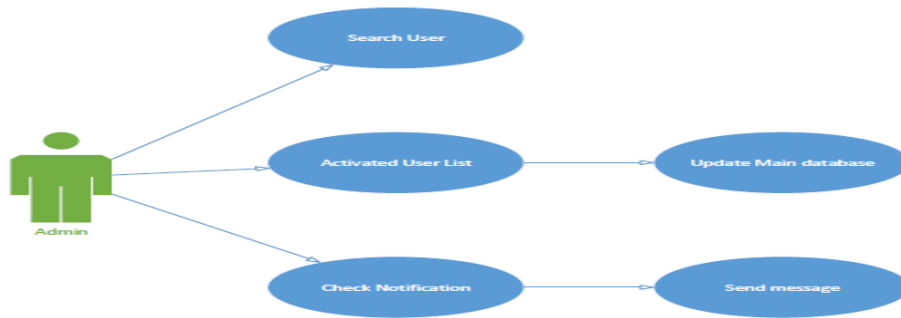 Search User
Activated User List
Update Main database
Admin
Check Notification
Send message